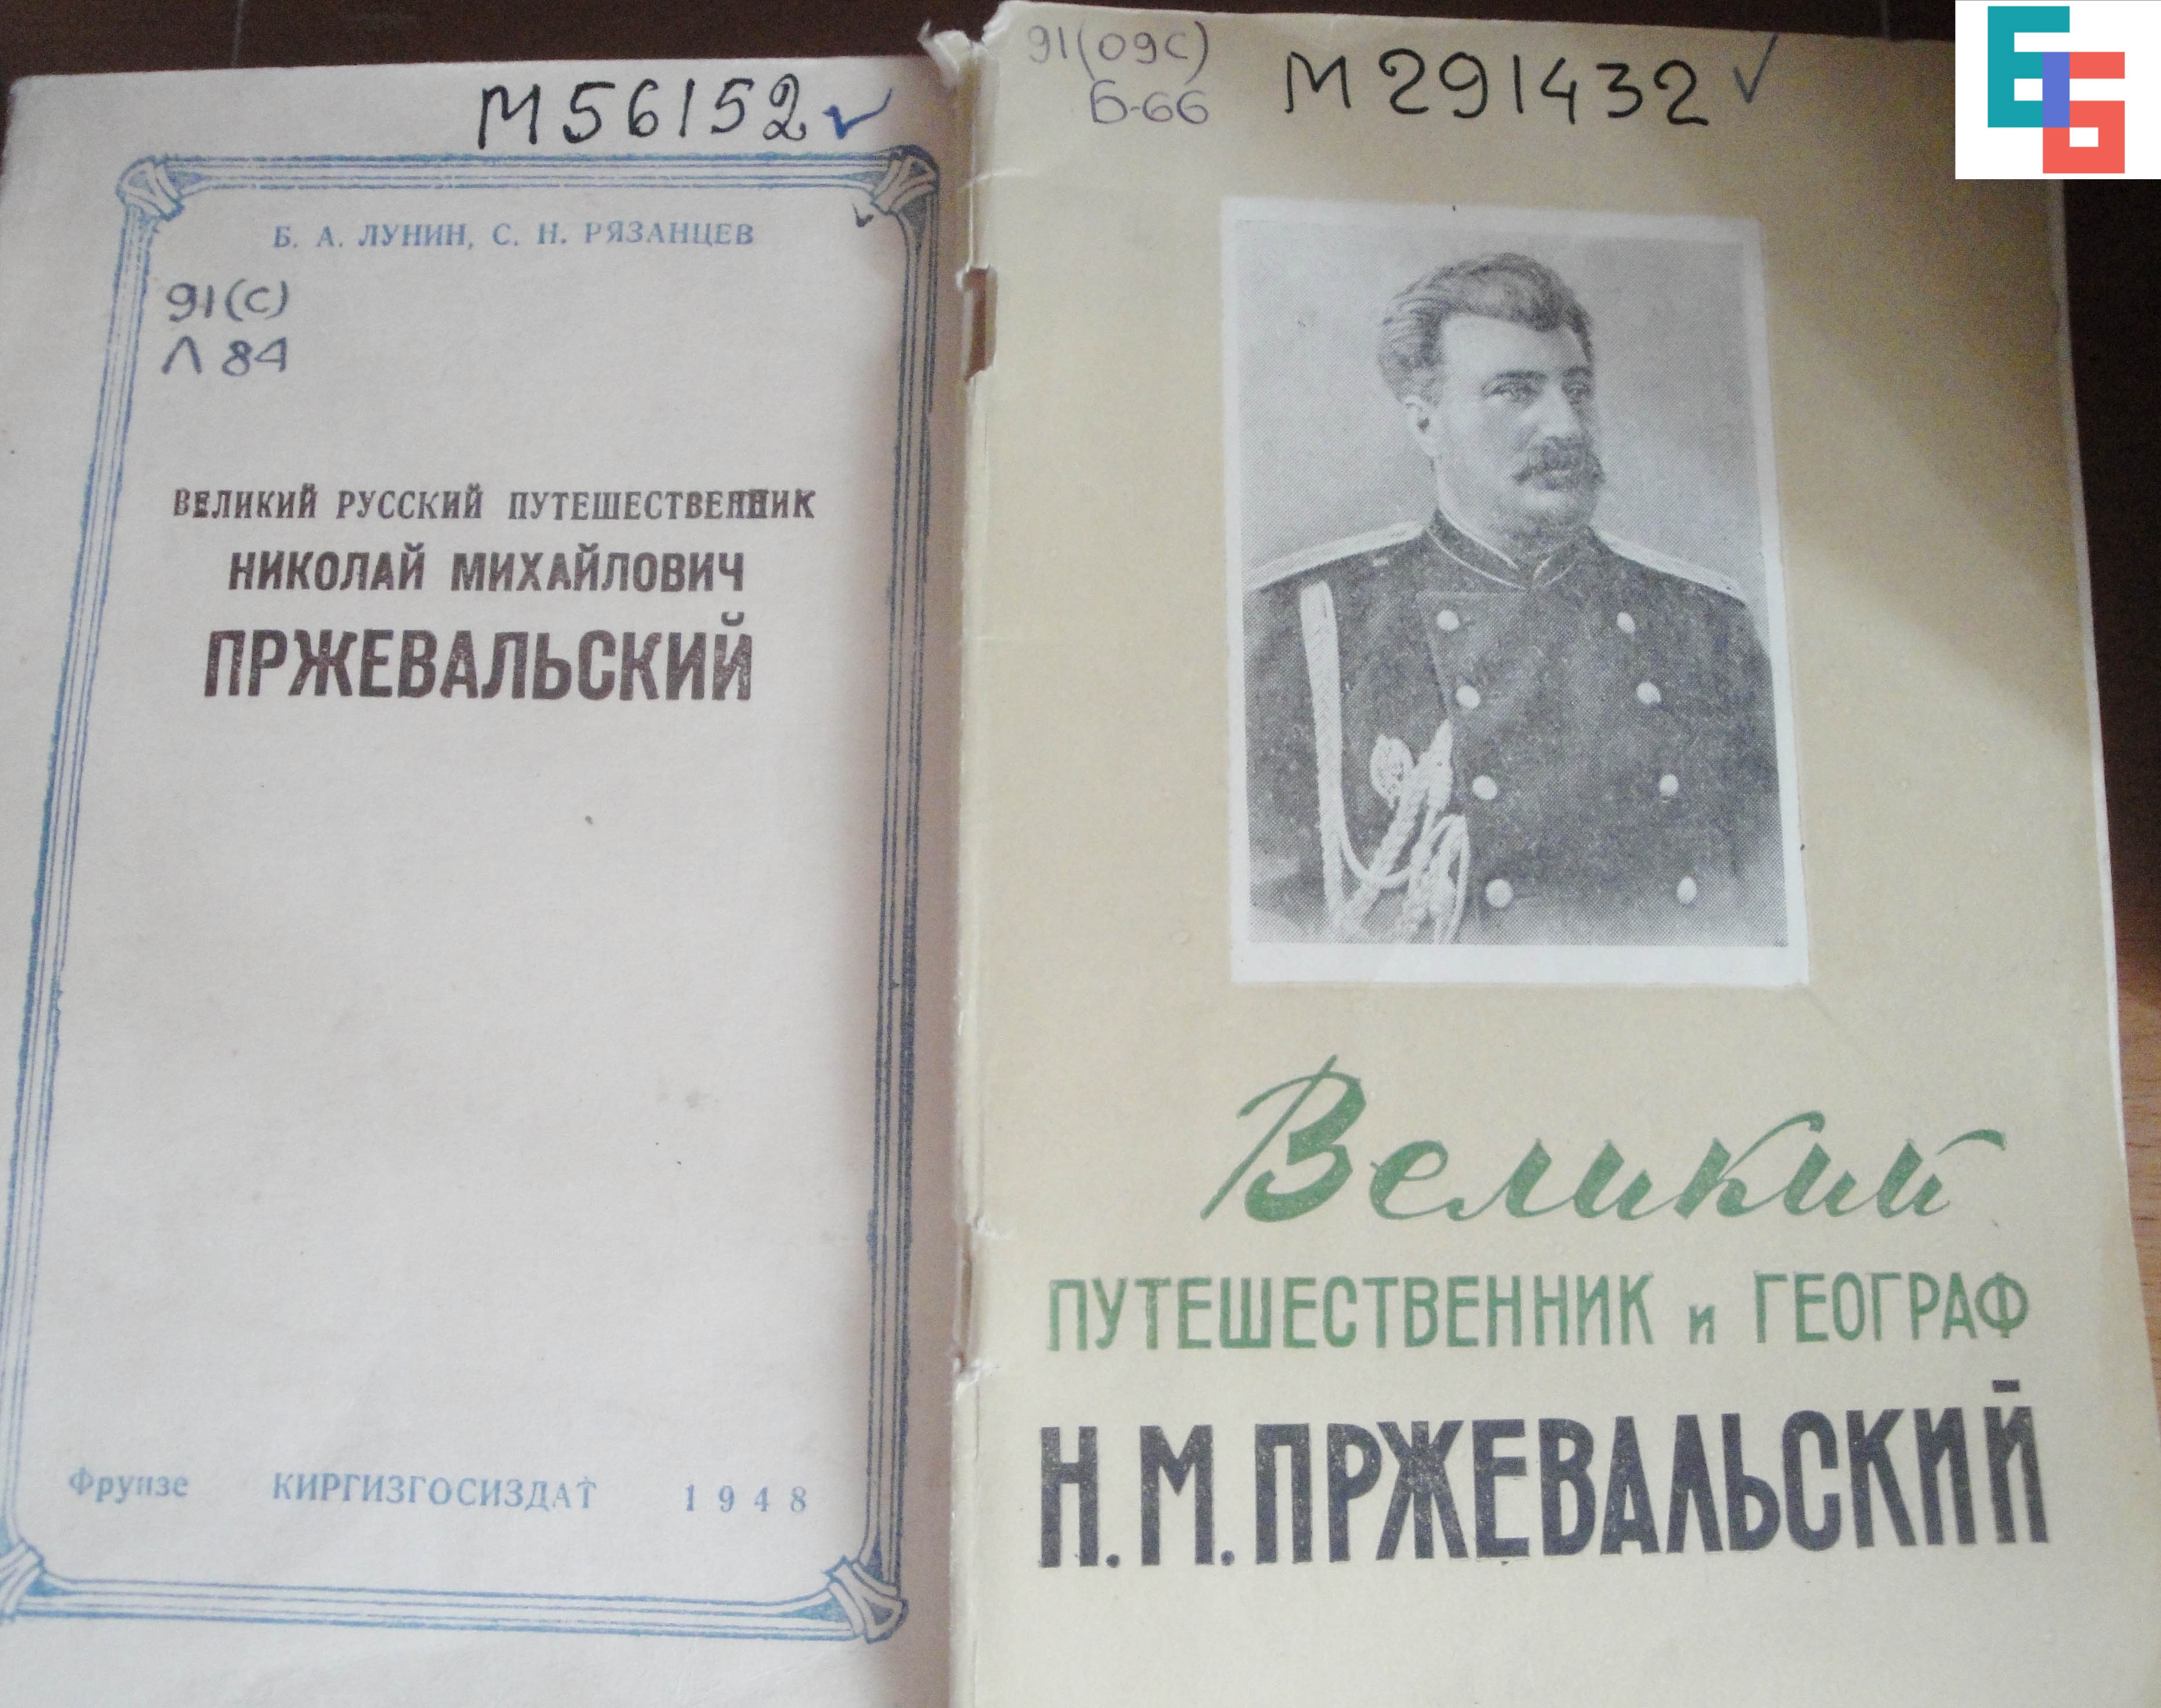 М56152
Б. А. ЛУНИН, С. Н. РЯЗАНЦЕВ
91(С)
Л 84
ВЕЛИКИЙ РУССКИЙ ПУТЕШЕСТВЕННИК
НИКОЛАЙ МИХАЙЛОВИЧ
ПРЖЕВАЛЬСКИЙ
Фрунзе КИРГИЗГОСИЗДАТ 1948
91(09С)
Б-66
М291432
Великий
ПУТЕШЕСТВЕННИК и ГЕОГРАФ
Н.М.ПРЖЕВАЛЬСКИЙ